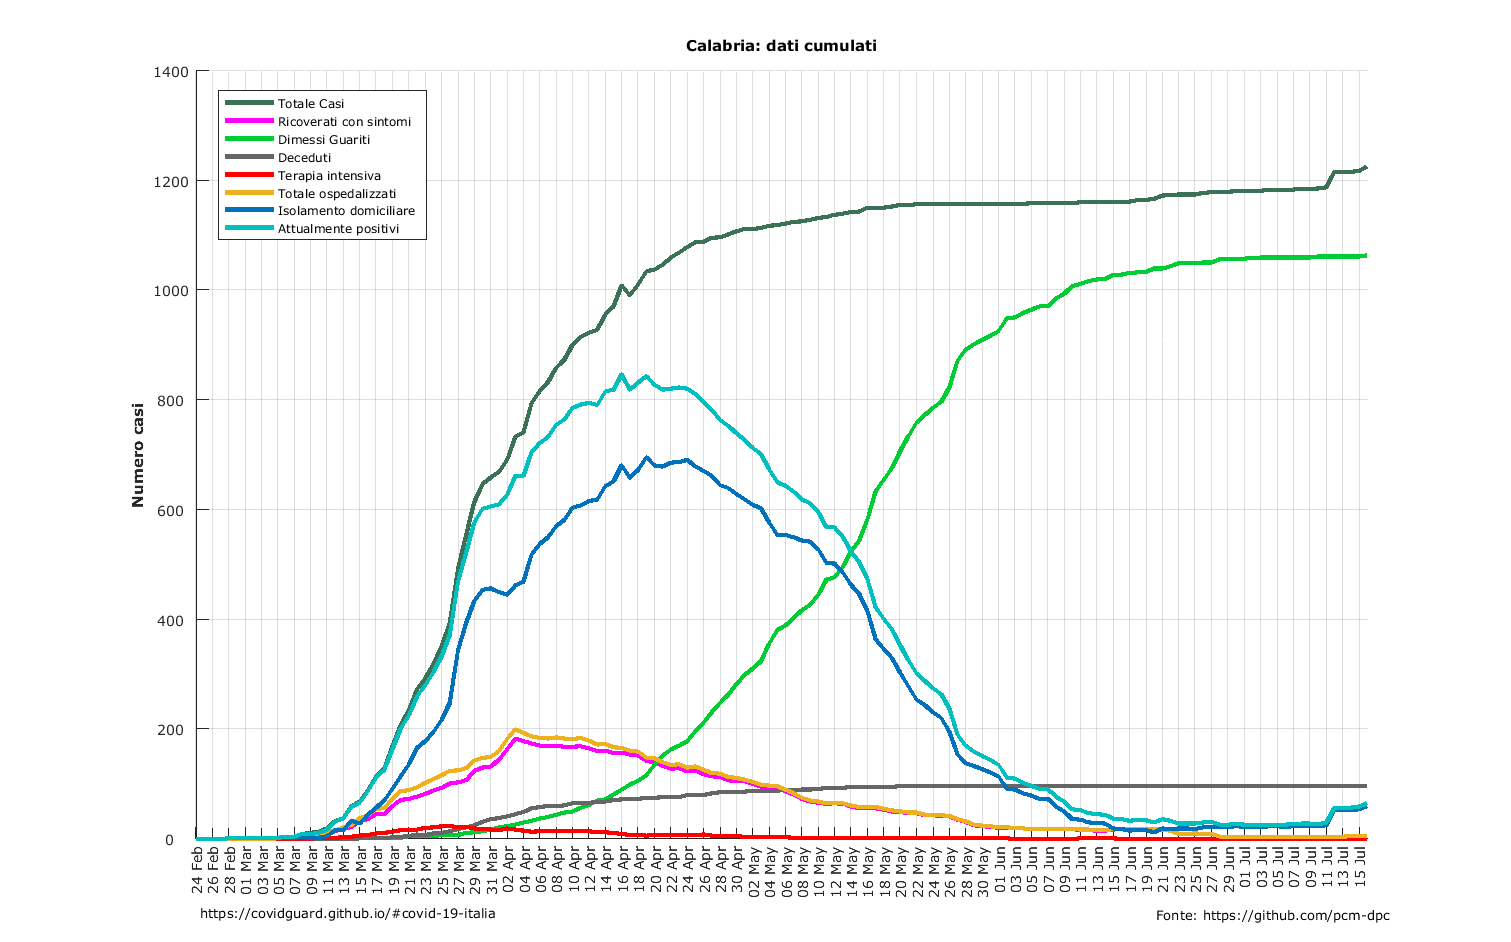 Calabria: dati cumulati
1400
1200
1000
800
600
400
200
0
Numero casi
Totale Casi
Ricoverati con sintomi
Dimessi Guariti
Deceduti
Terapia intensiva
Totale ospedalizzati
Isolamento domiciliare
Attualmente positivi
24 Feb
26 Feb
28 Feb
01 Mar
03 Mar
05 Mar
07 Mar
09 Mar
11 Mar
13 Mar
15 Mar
17 Mar
19 Mar
21 Mar
23 Mar
25 Mar
27 Mar
29 Mar
31 Mar
02 Apr
04 Apr
06 Apr
08 Apr
10 Apr
12 Apr
14 Apr
16 Apr
18 Apr
20 Apr
22 Apr
24 Apr
26 Apr
28 Apr
30 Apr
02 May
04 May
06 May
08 May
10 May
12 May
14 May
16 May
18 May
20 May
22 May
24 May
26 May
28 May
30 May
01 Jun
03 Jun
05 Jun
07 Jun
09 Jun
11 Jun
13 Jun
15 Jun
17 Jun
19 Jun
21 Jun
23 Jun
25 Jun
27 Jun
29 Jun
01 Jul
03 Jul
05 Jul
07 Jul
09 Jul
11 Jul
13 Jul
15 Jul
https://covidguard.github.io/#covid-19-italia
Fonte: https://github.com/pcm-dpc